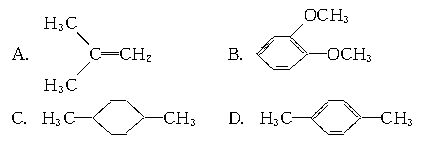 H₃C
A. C═CH₂
H₃C
B. OCH₃
OCH₃
C. H₃C CH₃
D. H₃C CH₃